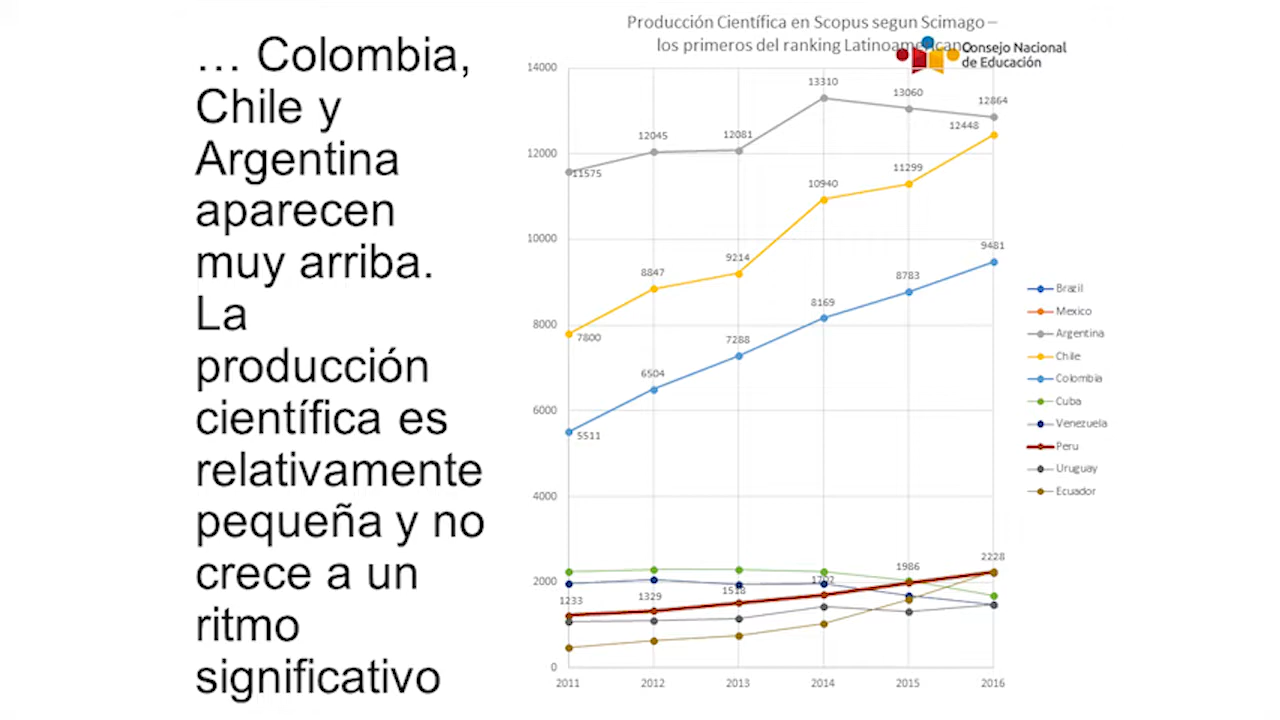 … Colombia,
Chile y
Argentina
aparecen
muy arriba.
La
producción
científica es
relativamente
pequeña y no
crece a un
ritmo
significativo
Producción Científica en Scopus segun Scimago –
los primeros del ranking Latinoamericano
Consejo Nacional
de Educación
14000
12000
10000
8000
6000
4000
2000
0
11575
12045
12081
13310
13060
12864
7800
8847
9214
10940
11299
12448
5511
6504
7288
8169
8783
9481
1233
1329
1518
1702
1986
2228
2011
2012
2013
2014
2015
2016
Brazil
Mexico
Argentina
Chile
Colombia
Cuba
Venezuela
Peru
Uruguay
Ecuador